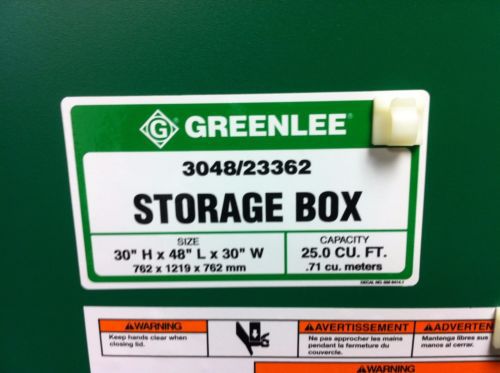 G GREENLEE®
3048/23362
STORAGE BOX
SIZE
30" H x 48" L x 30" W
762 x 1219 x 762 mm
CAPACITY
25.0 CU. FT.
.71 cu. meters
WARNING
Keep hands clear when
closing lid.
AVERTISSEMENT
Ne pas approcher les mains
pendant la fermeture du
couvercle.
Mantenga libres sus
manos al cerrar.
WARNING